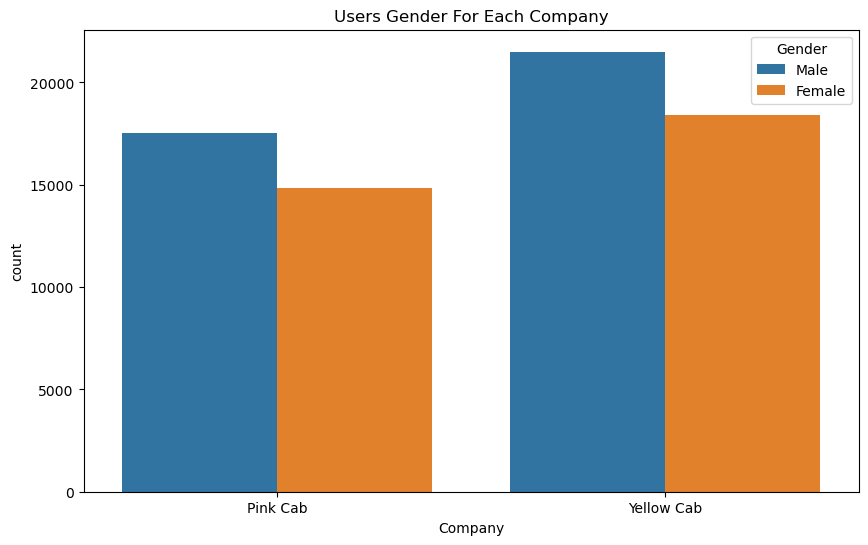 Users Gender For Each Company
Gender
Male
Female
20000
15000
10000
5000
0
count
Pink Cab
Yellow Cab
Company